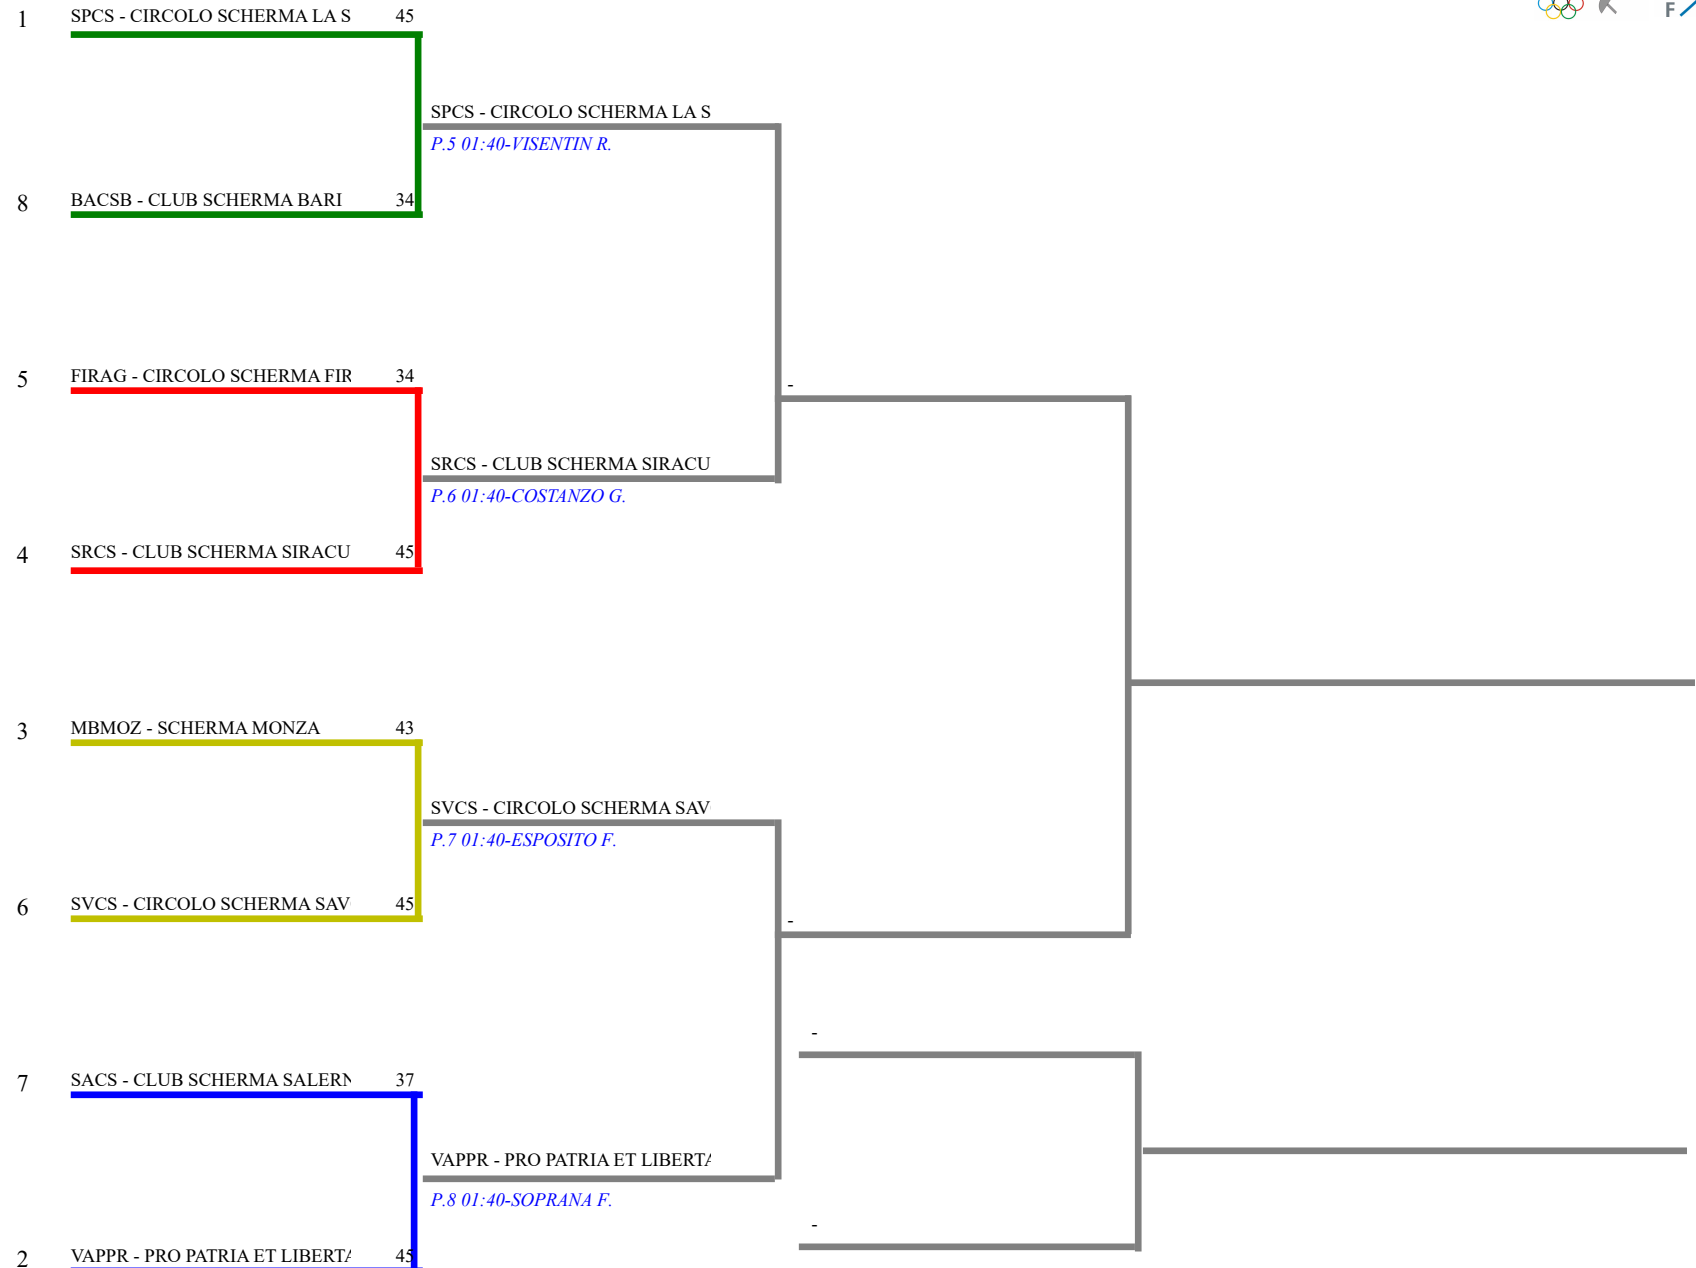 1 SPCS - CIRCOLO SCHERMA LA S 45
F
SPCS - CIRCOLO SCHERMA LA S
P.5 01:40-VISENTIN R.
8 BACSB - CLUB SCHERMA BARI 34
5 FIRAG - CIRCOLO SCHERMA FIR 34
-
SRCS - CLUB SCHERMA SIRACU
P.6 01:40-COSTANZO G.
4 SRCS - CLUB SCHERMA SIRACU 45
3 MBMOZ - SCHERMA MONZA 43
SVCS - CIRCOLO SCHERMA SAV
P.7 01:40-ESPOSITO F.
6 SVCS - CIRCOLO SCHERMA SAV 45
-
-
7 SACS - CLUB SCHERMA SALERN 37
VAPPR - PRO PATRIA ET LIBERTA
P.8 01:40-SOPRANA F.
-
2 VAPPR - PRO PATRIA ET LIBERTA 45